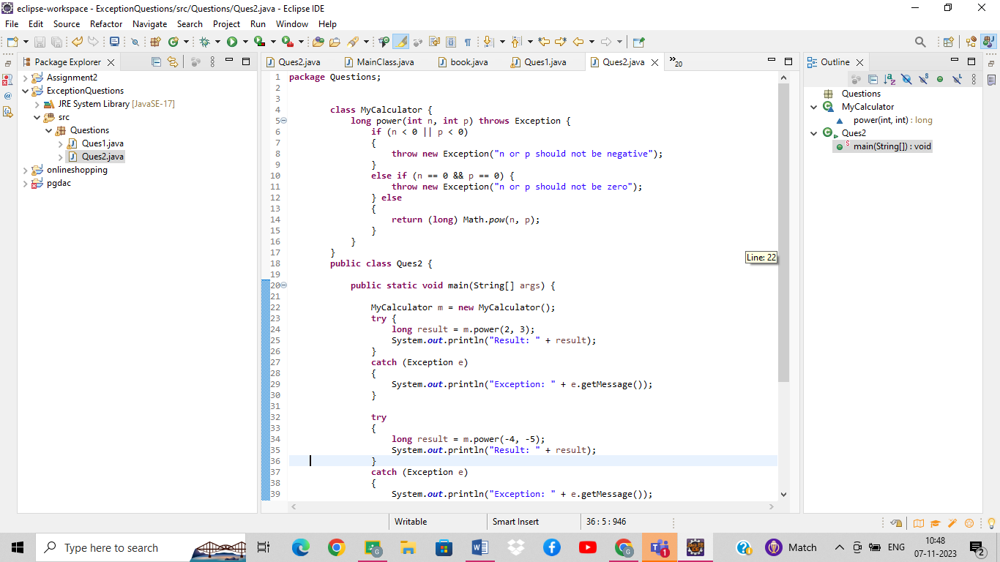 eclipse-workspace - ExceptionQuestions/src/Questions/Ques2.java - Eclipse IDE
File Edit Source Refactor Navigate Search Project Run Window Help
Package Explorer
Assignment2
ExceptionQuestions
JRE System Library [JavaSE-17]
src
Questions
Ques1.java
Ques2.java
onlineshopping
pgdac
Ques2.java MainClass.java book.java Ques1.java Ques2.java »20
1 package Questions;
2
3
4 class MyCalculator {
5 long power(int n, int p) throws Exception {
6 if (n < 0 || p < 0)
7 {
8 throw new Exception("n or p should not be negative");
9 }
10 else if (n == 0 && p == 0) {
11 throw new Exception("n or p should not be zero");
12 } else
13 {
14 return (long) Math.pow(n, p);
15 }
16 }
17 }
18 public class Ques2 {
19
20 public static void main(String[] args) {
21
22 MyCalculator m = new MyCalculator();
23 try {
24 long result = m.power(2, 3);
25 System.out.println("Result: " + result);
26 }
27 catch (Exception e)
28 {
29 System.out.println("Exception: " + e.getMessage());
30 }
31
32 try
33 {
34 long result = m.power(-4, -5);
35 System.out.println("Result: " + result);
36 }
37 catch (Exception e)
38 {
39 System.out.println("Exception: " + e.getMessage());
Line: 22
Outline
Questions
MyCalculator
power(int, int) : long
Ques2
main(String[]) : void
Writable Smart Insert 36 : 5 : 946
Type here to search
Match
ENG
10:48
07-11-2023
2